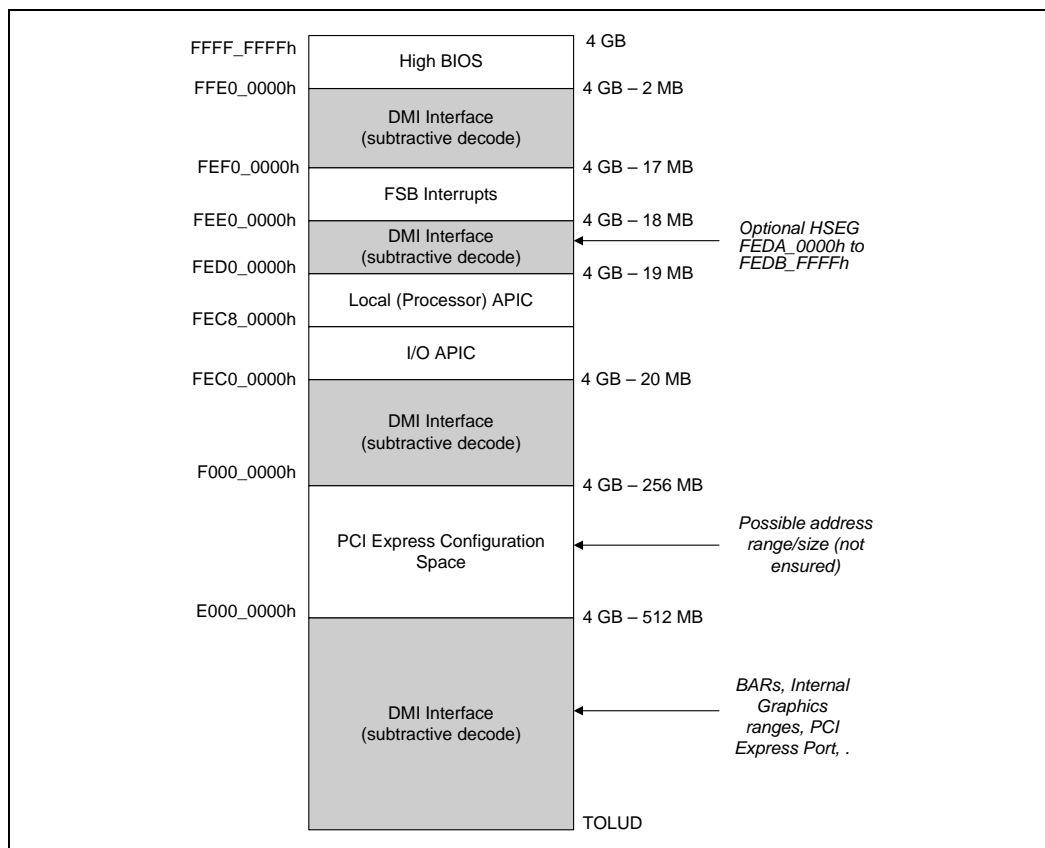 FFFF_FFFFh
4 GB
High BIOS
FFE0_0000h
4 GB – 2 MB
DMI Interface
(subtractive decode)
FEF0_0000h
4 GB – 17 MB
FSB Interrupts
FEE0_0000h
4 GB – 18 MB
DMI Interface
(subtractive decode)
Optional HSEG
FEDA_0000h to
FEDB_FFFFh
FED0_0000h
4 GB – 19 MB
Local (Processor) APIC
FEC8_0000h
I/O APIC
FEC0_0000h
4 GB – 20 MB
DMI Interface
(subtractive decode)
F000_0000h
4 GB – 256 MB
PCI Express Configuration
Space
Possible address
range/size (not
ensured)
E000_0000h
4 GB – 512 MB
DMI Interface
(subtractive decode)
BARs, Internal
Graphics
ranges, PCI
Express Port, .
TOLUD